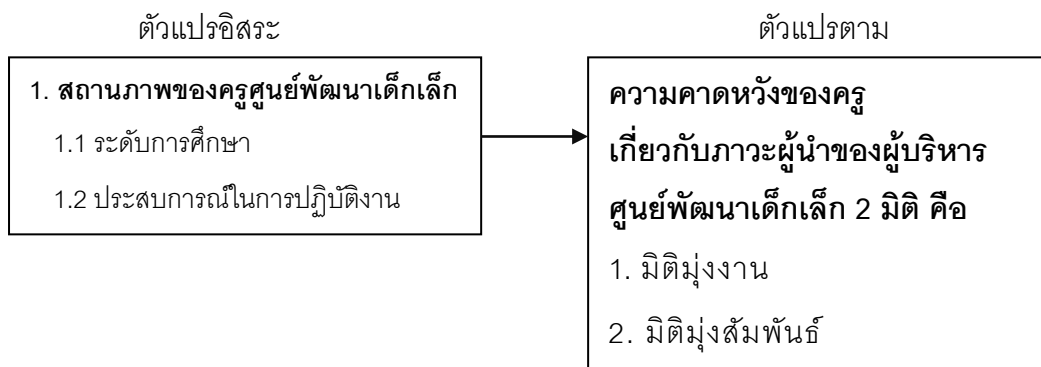 ตัวแปรอิสระ
1. สถานภาพของครูศูนย์พัฒนาเด็กเล็ก
1.1 ระดับการศึกษา
1.2 ประสบการณ์ในการปฏิบัติงาน
ตัวแปรตาม
ความคาดหวังของครู
เกี่ยวกับภาวะผู้นำของผู้บริหาร
ศูนย์พัฒนาเด็กเล็ก 2 มิติ คือ
1. มิติมุ่งงาน
2. มิติมุ่งสัมพันธ์